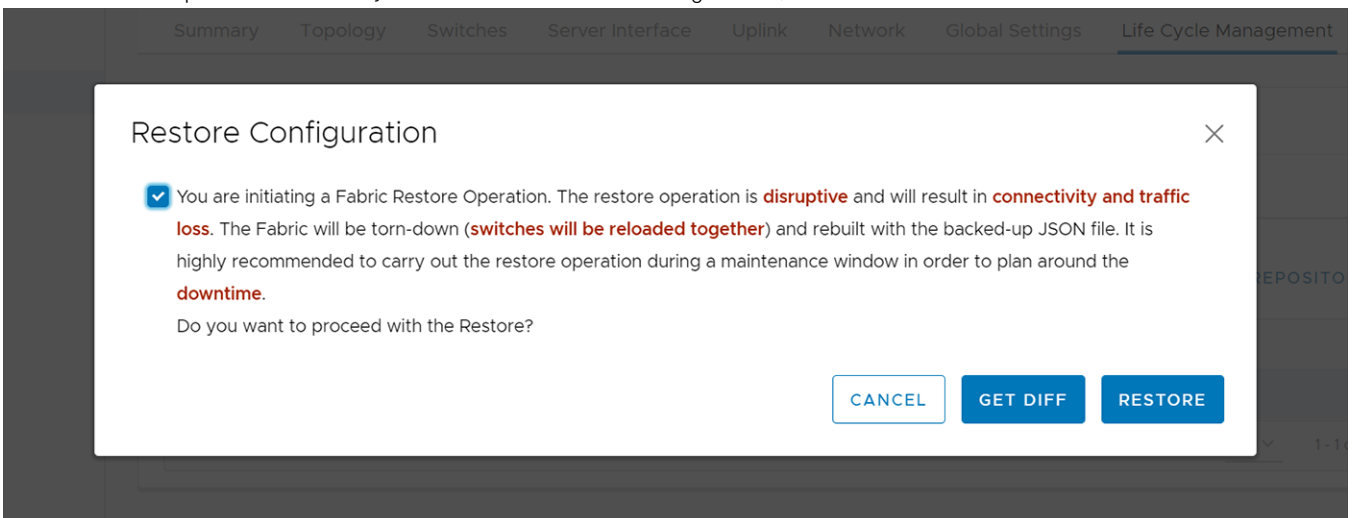 Summary Topology Switches Server Interface Uplink Network Global Settings Life Cycle Management
Restore Configuration
You are initiating a Fabric Restore Operation. The restore operation is disruptive and will result in connectivity and traffic
loss. The Fabric will be torn-down (switches will be reloaded together) and rebuilt with the backed-up JSON file. It is
highly recommended to carry out the restore operation during a maintenance window in order to plan around the
downtime.
Do you want to proceed with the Restore?
CANCEL GET DIFF RESTORE